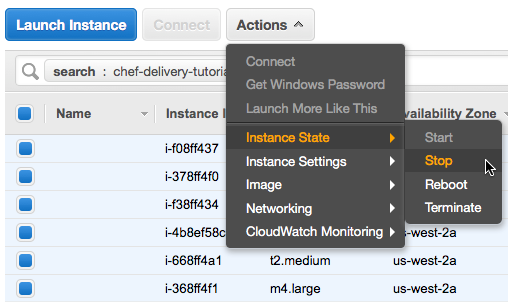 Launch Instance Connect Actions
search : chef-delivery-tutoria
Connect
Get Windows Password
Launch More Like This
Name Instance I Availability Zone
Instance State Start
i-f08ff437
Instance Settings Stop
i-378ff4f0
Image Reboot
i-f38ff434
Networking Terminate
i-4b8ef58c CloudWatch Monitoring us-west-2a
i-668ff4a1 t2.medium us-west-2a
i-368ff4f1 m4.large us-west-2a